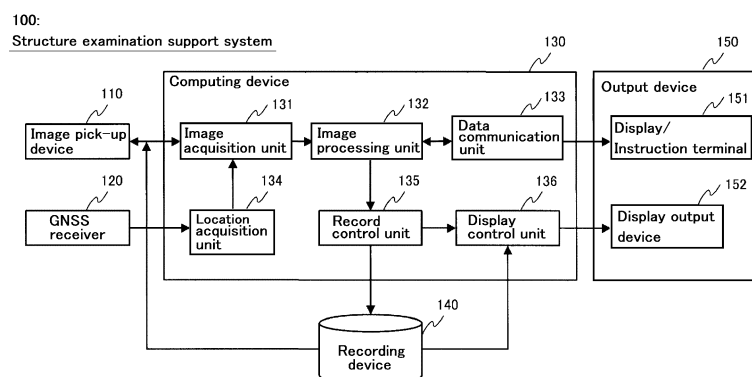 100:
Structure examination support system
130
150
Computing device
Output device
110
131
132
133
151
Image pick-up
device
Image
acquisition unit
Image
processing unit
Data
communication
unit
Display/
Instruction terminal
120
134
135
136
152
GNSS
receiver
Location
acquisition
unit
Record
control unit
Display
control unit
Display output
device
140
Recording
device